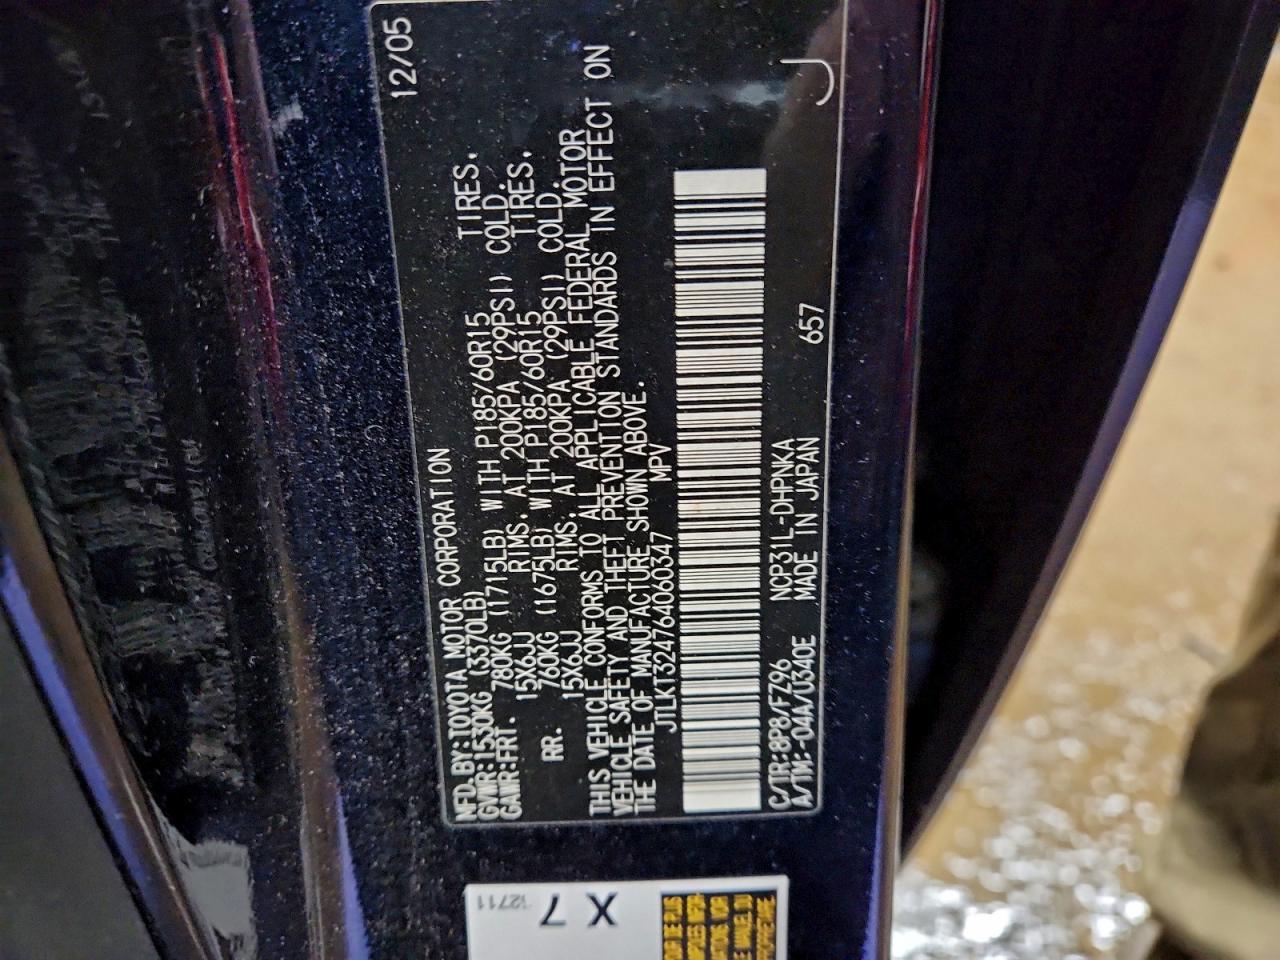 12/05
MFD. BY: TOYOTA MOTOR CORPORATION
GVWR: 1530KG (3370LB)
GAWR: FRT. 780KG (1715LB) WITH P185/60R15 TIRES.
15X6JJ RIMS. AT 200KPA (29PSI) COLD.
RR. 760KG (1675LB) WITH P185/60R15 TIRES.
15X6JJ RIMS. AT 200KPA (29PSI) COLD.
THIS VEHICLE CONFORMS TO ALL APPLICABLE FEDERAL MOTOR
VEHICLE SAFETY AND THEFT PREVENTION STANDARDS IN EFFECT ON
THE DATE OF MANUFACTURE SHOWN ABOVE.
JTLKT324764060347 MPV
C/TR: 8P8/FZ96 NCP31L-DHPNKA
A/TM: -04A/U340E MADE IN JAPAN 657
J
X 7
12711